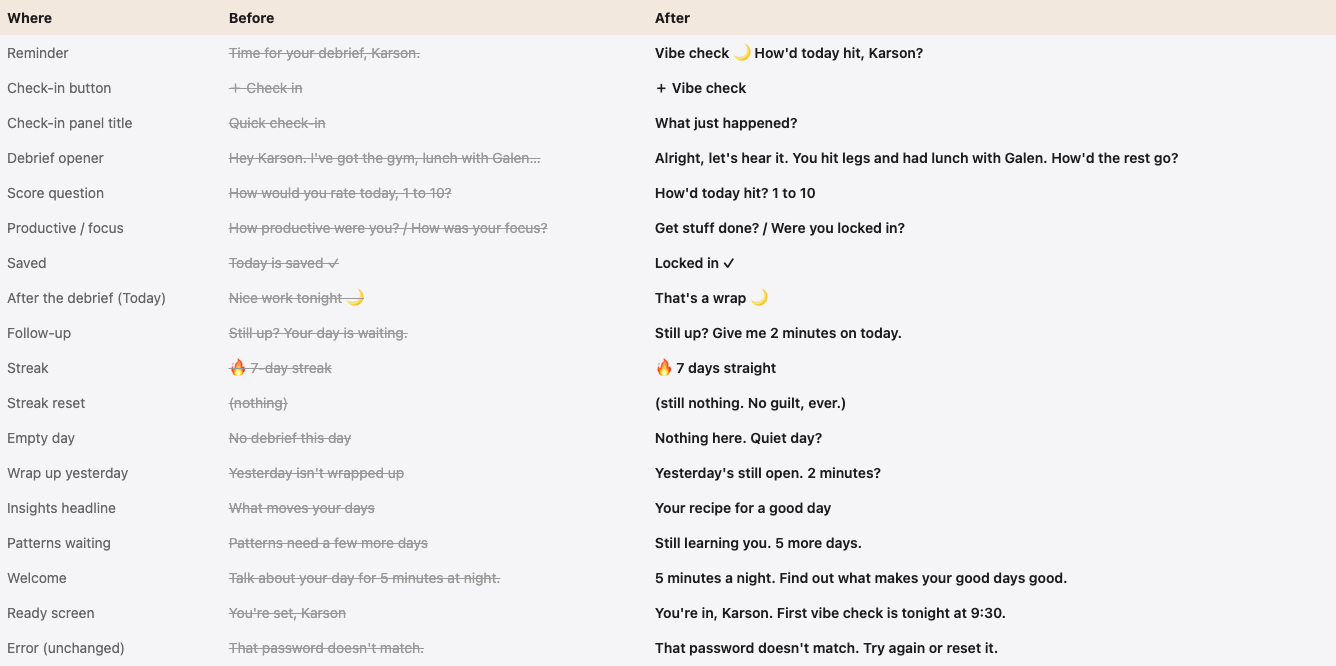 Where Before After
Reminder Time for your debrief, Karson. Vibe check 🌙 How'd today hit, Karson?
Check-in button + Check in + Vibe check
Check-in panel title Quick check-in What just happened?
Debrief opener Hey Karson. I've got the gym, lunch with Galen... Alright, let's hear it. You hit legs and had lunch with Galen. How'd the rest go?
Score question How would you rate today, 1 to 10? How'd today hit? 1 to 10
Productive / focus How productive were you? / How was your focus? Get stuff done? / Were you locked in?
Saved Today is saved ✓ Locked in ✓
After the debrief (Today) Nice work tonight 🌙 That's a wrap 🌙
Follow-up Still up? Your day is waiting. Still up? Give me 2 minutes on today.
Streak 🔥 7-day streak 🔥 7 days straight
Streak reset (nothing) (still nothing. No guilt, ever.)
Empty day No debrief this day Nothing here. Quiet day?
Wrap up yesterday Yesterday isn't wrapped up Yesterday's still open. 2 minutes?
Insights headline What moves your days Your recipe for a good day
Patterns waiting Patterns need a few more days Still learning you. 5 more days.
Welcome Talk about your day for 5 minutes at night. 5 minutes a night. Find out what makes your good days good.
Ready screen You're set, Karson You're in, Karson. First vibe check is tonight at 9:30.
Error (unchanged) That password doesn't match. That password doesn't match. Try again or reset it.